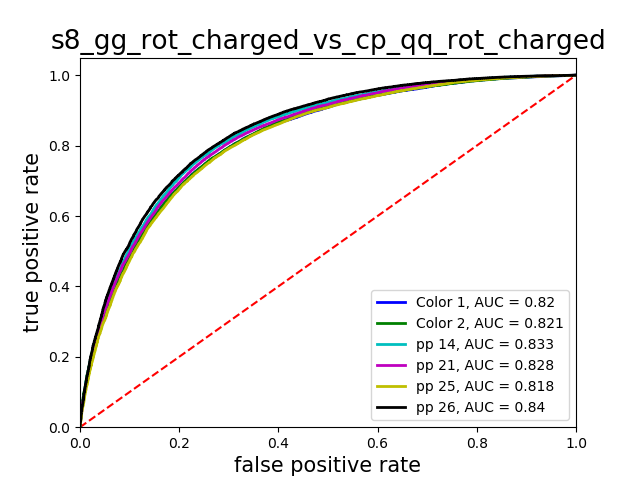 s8_gg_rot_charged_vs_cp_qq_rot_charged
1.0
0.8
0.6
0.4
0.2
0.0
true positive rate
Color 1, AUC = 0.82
Color 2, AUC = 0.821
pp 14, AUC = 0.833
pp 21, AUC = 0.828
pp 25, AUC = 0.818
pp 26, AUC = 0.84
0.0 0.2 0.4 0.6 0.8 1.0
false positive rate